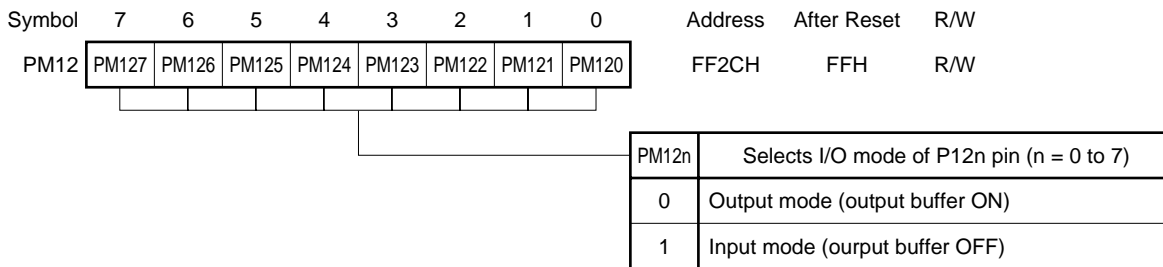 Symbol 7 6 5 4 3 2 1 0 Address After Reset R/W
PM12 PM127 PM126 PM125 PM124 PM123 PM122 PM121 PM120 FF2CH FFH R/W
PM12n Selects I/O mode of P12n pin (n = 0 to 7)
0 Output mode (output buffer ON)
1 Input mode (ourput buffer OFF)